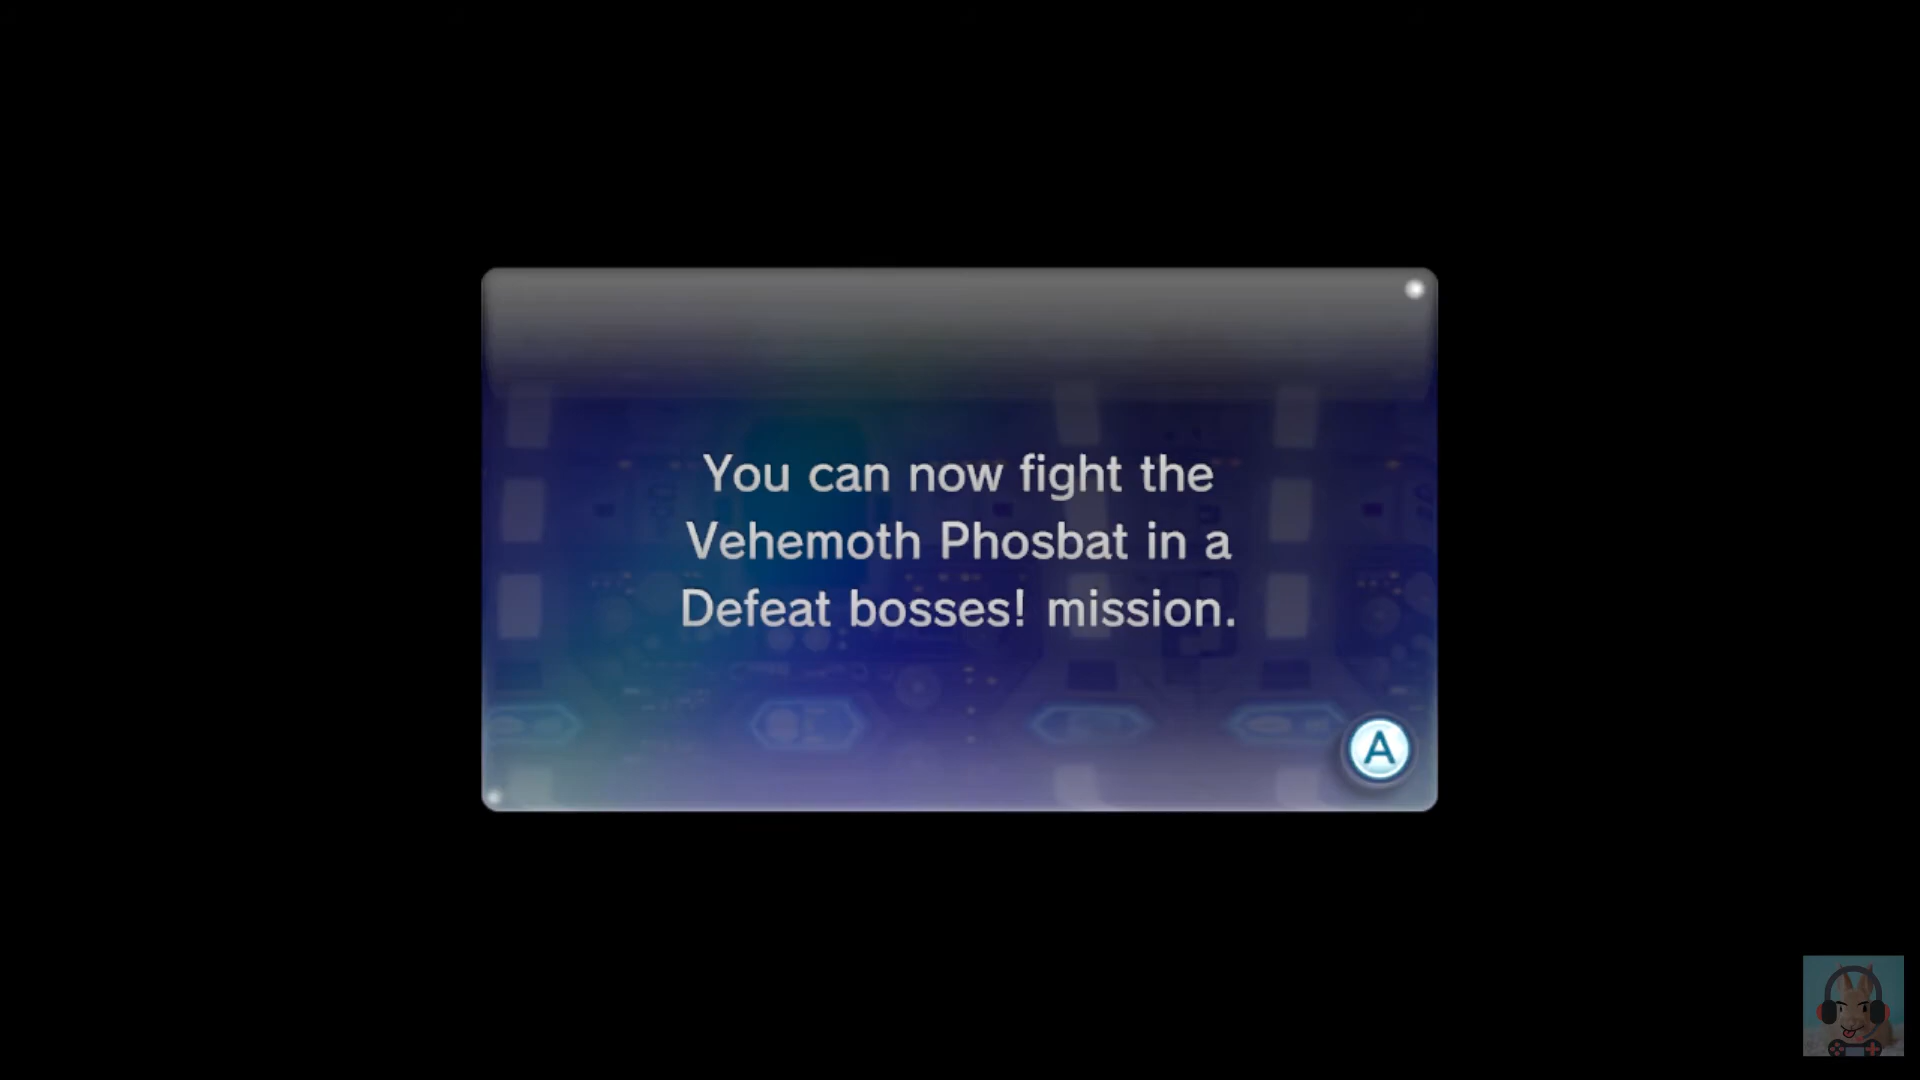 You can now fight the
Vehemoth Phosbat in a
Defeat bosses! mission.
A